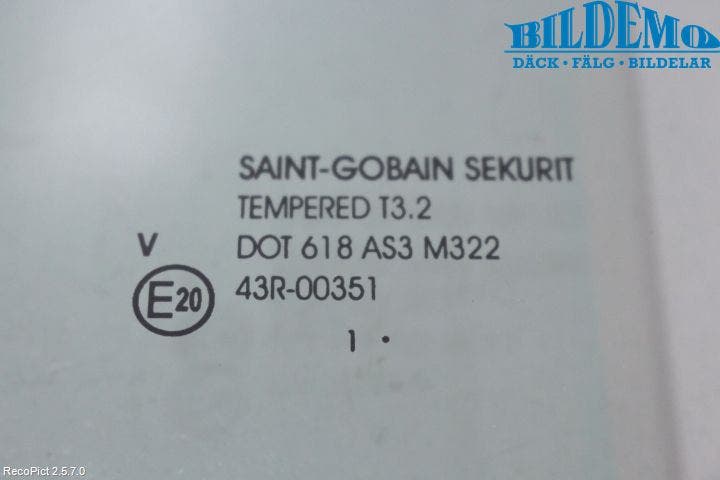 BILDEMO
DÄCK • FÄLG • BILDELAR
SAINT-GOBAIN SEKURIT
TEMPERED T3.2
V DOT 618 AS3 M322
E20 43R-00351
1 •
RecoPict 2.5.7.0